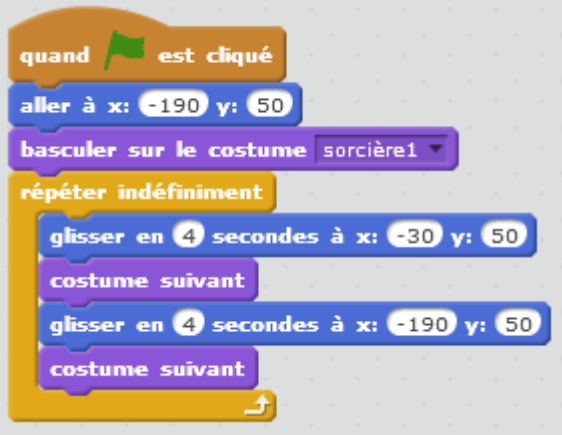 quand est cliqué
aller à x: -190 y: 50
basculer sur le costume sorcière1
répéter indéfiniment
glisser en 4 secondes à x: -30 y: 50
costume suivant
glisser en 4 secondes à x: -190 y: 50
costume suivant